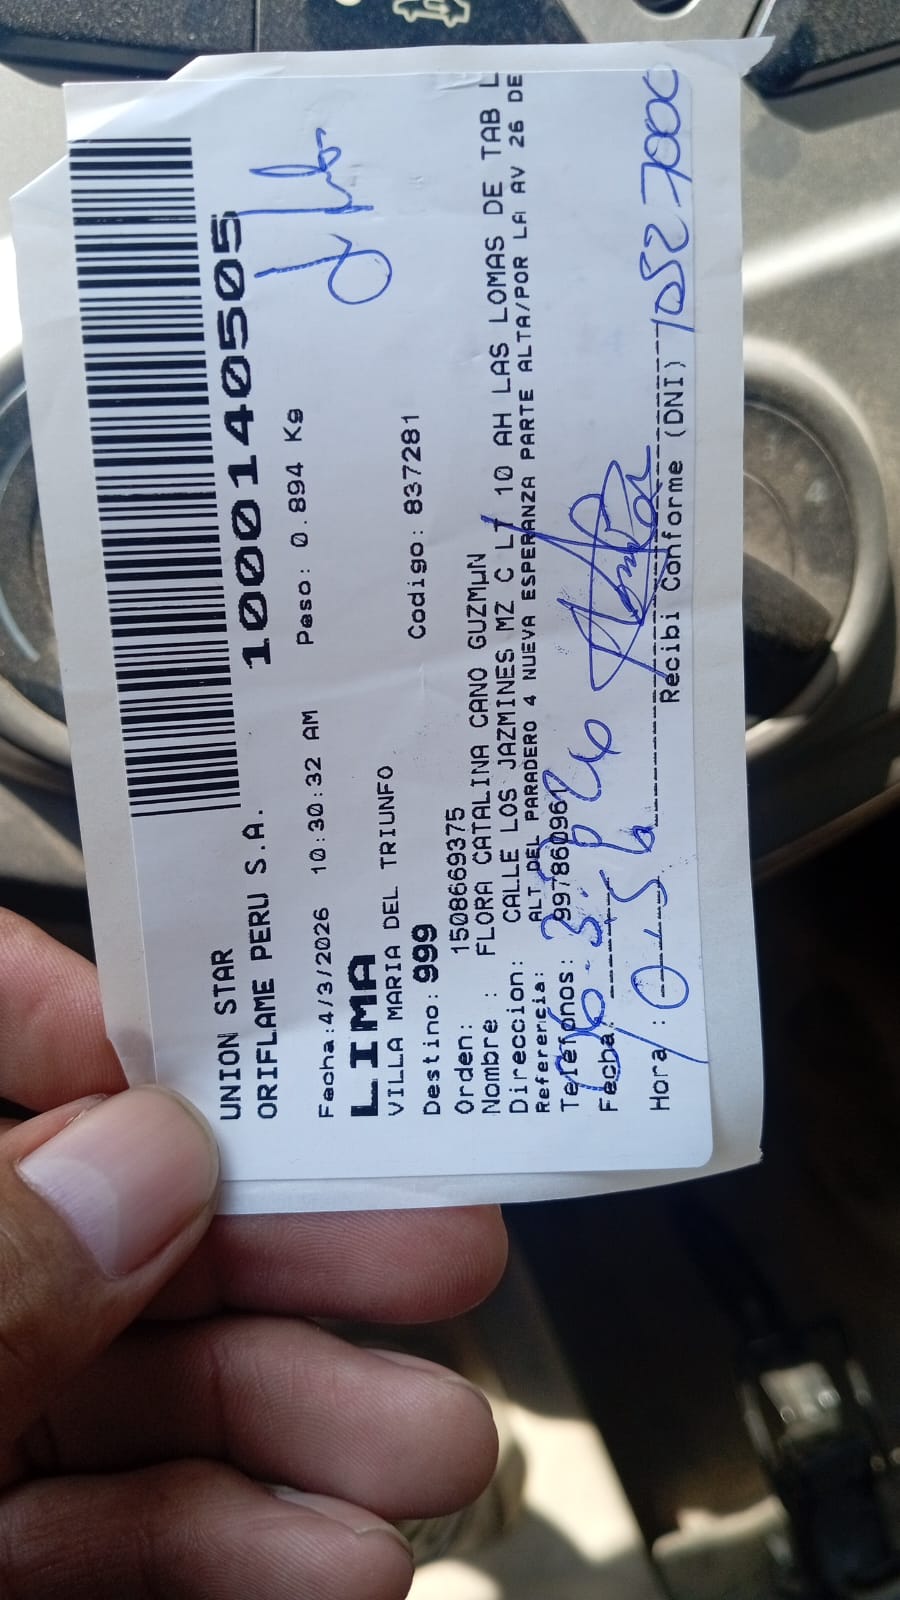 UNION STAR
ORIFLAME PERU S.A. 1000140505
Fecha:4/3/2026 10:30:32 AM Peso: 0.894 Kg
LIMA
VILLA MARIA DEL TRIUNFO
Destino: 999 Codigo: 837281
Orden: 1508669375
Nombre : FLORA CATALINA CANO GUZMµN
Direccion: CALLE LOS JAZMINES MZ C LT 10 AH LAS LOMAS DE TAB L
Referencia: ALT DEL PARADERO 4 NUEVA ESPERANZA PARTE ALTA/POR LA AV 26 DE
Telefonos: 997860961
Fecha:
Hora :
Recibi Conforme (DNI)